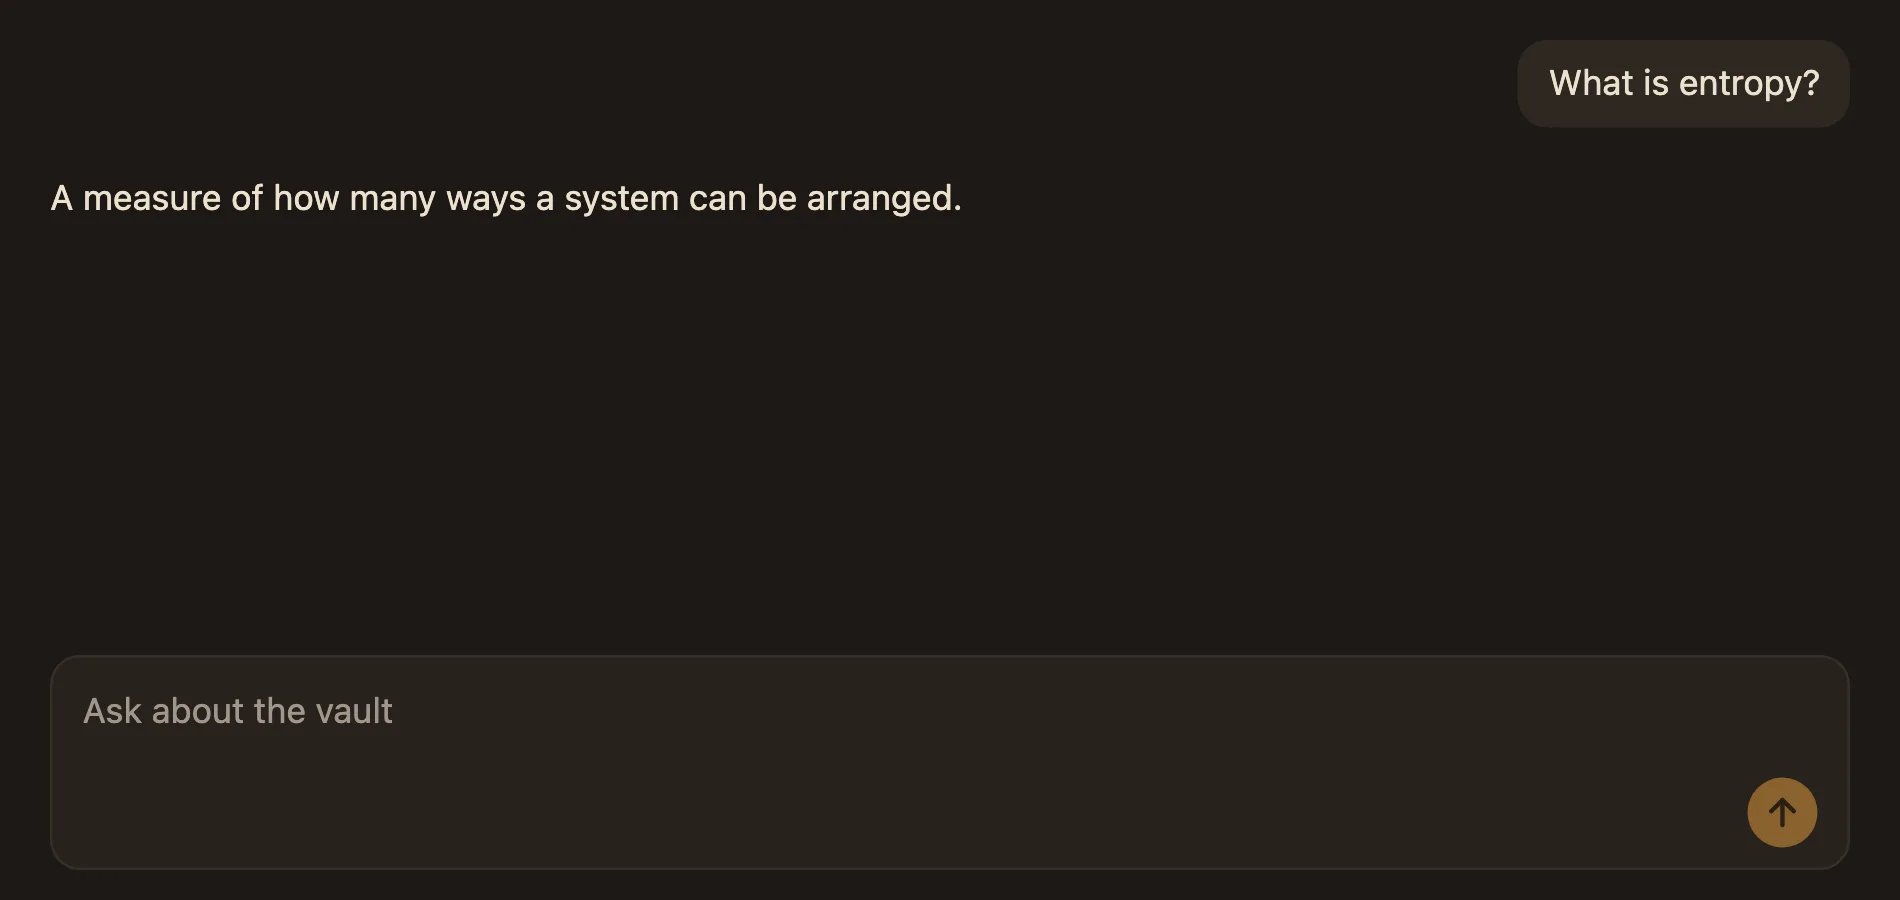 What is entropy?
A measure of how many ways a system can be arranged.
Ask about the vault